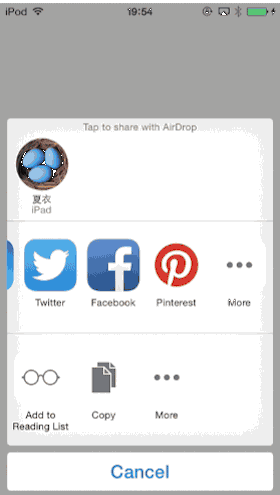 iPod 19:54
Tap to share with AirDrop
夏衣
iPad
Twitter Facebook Pinterest More
Add to Reading List Copy More
Cancel